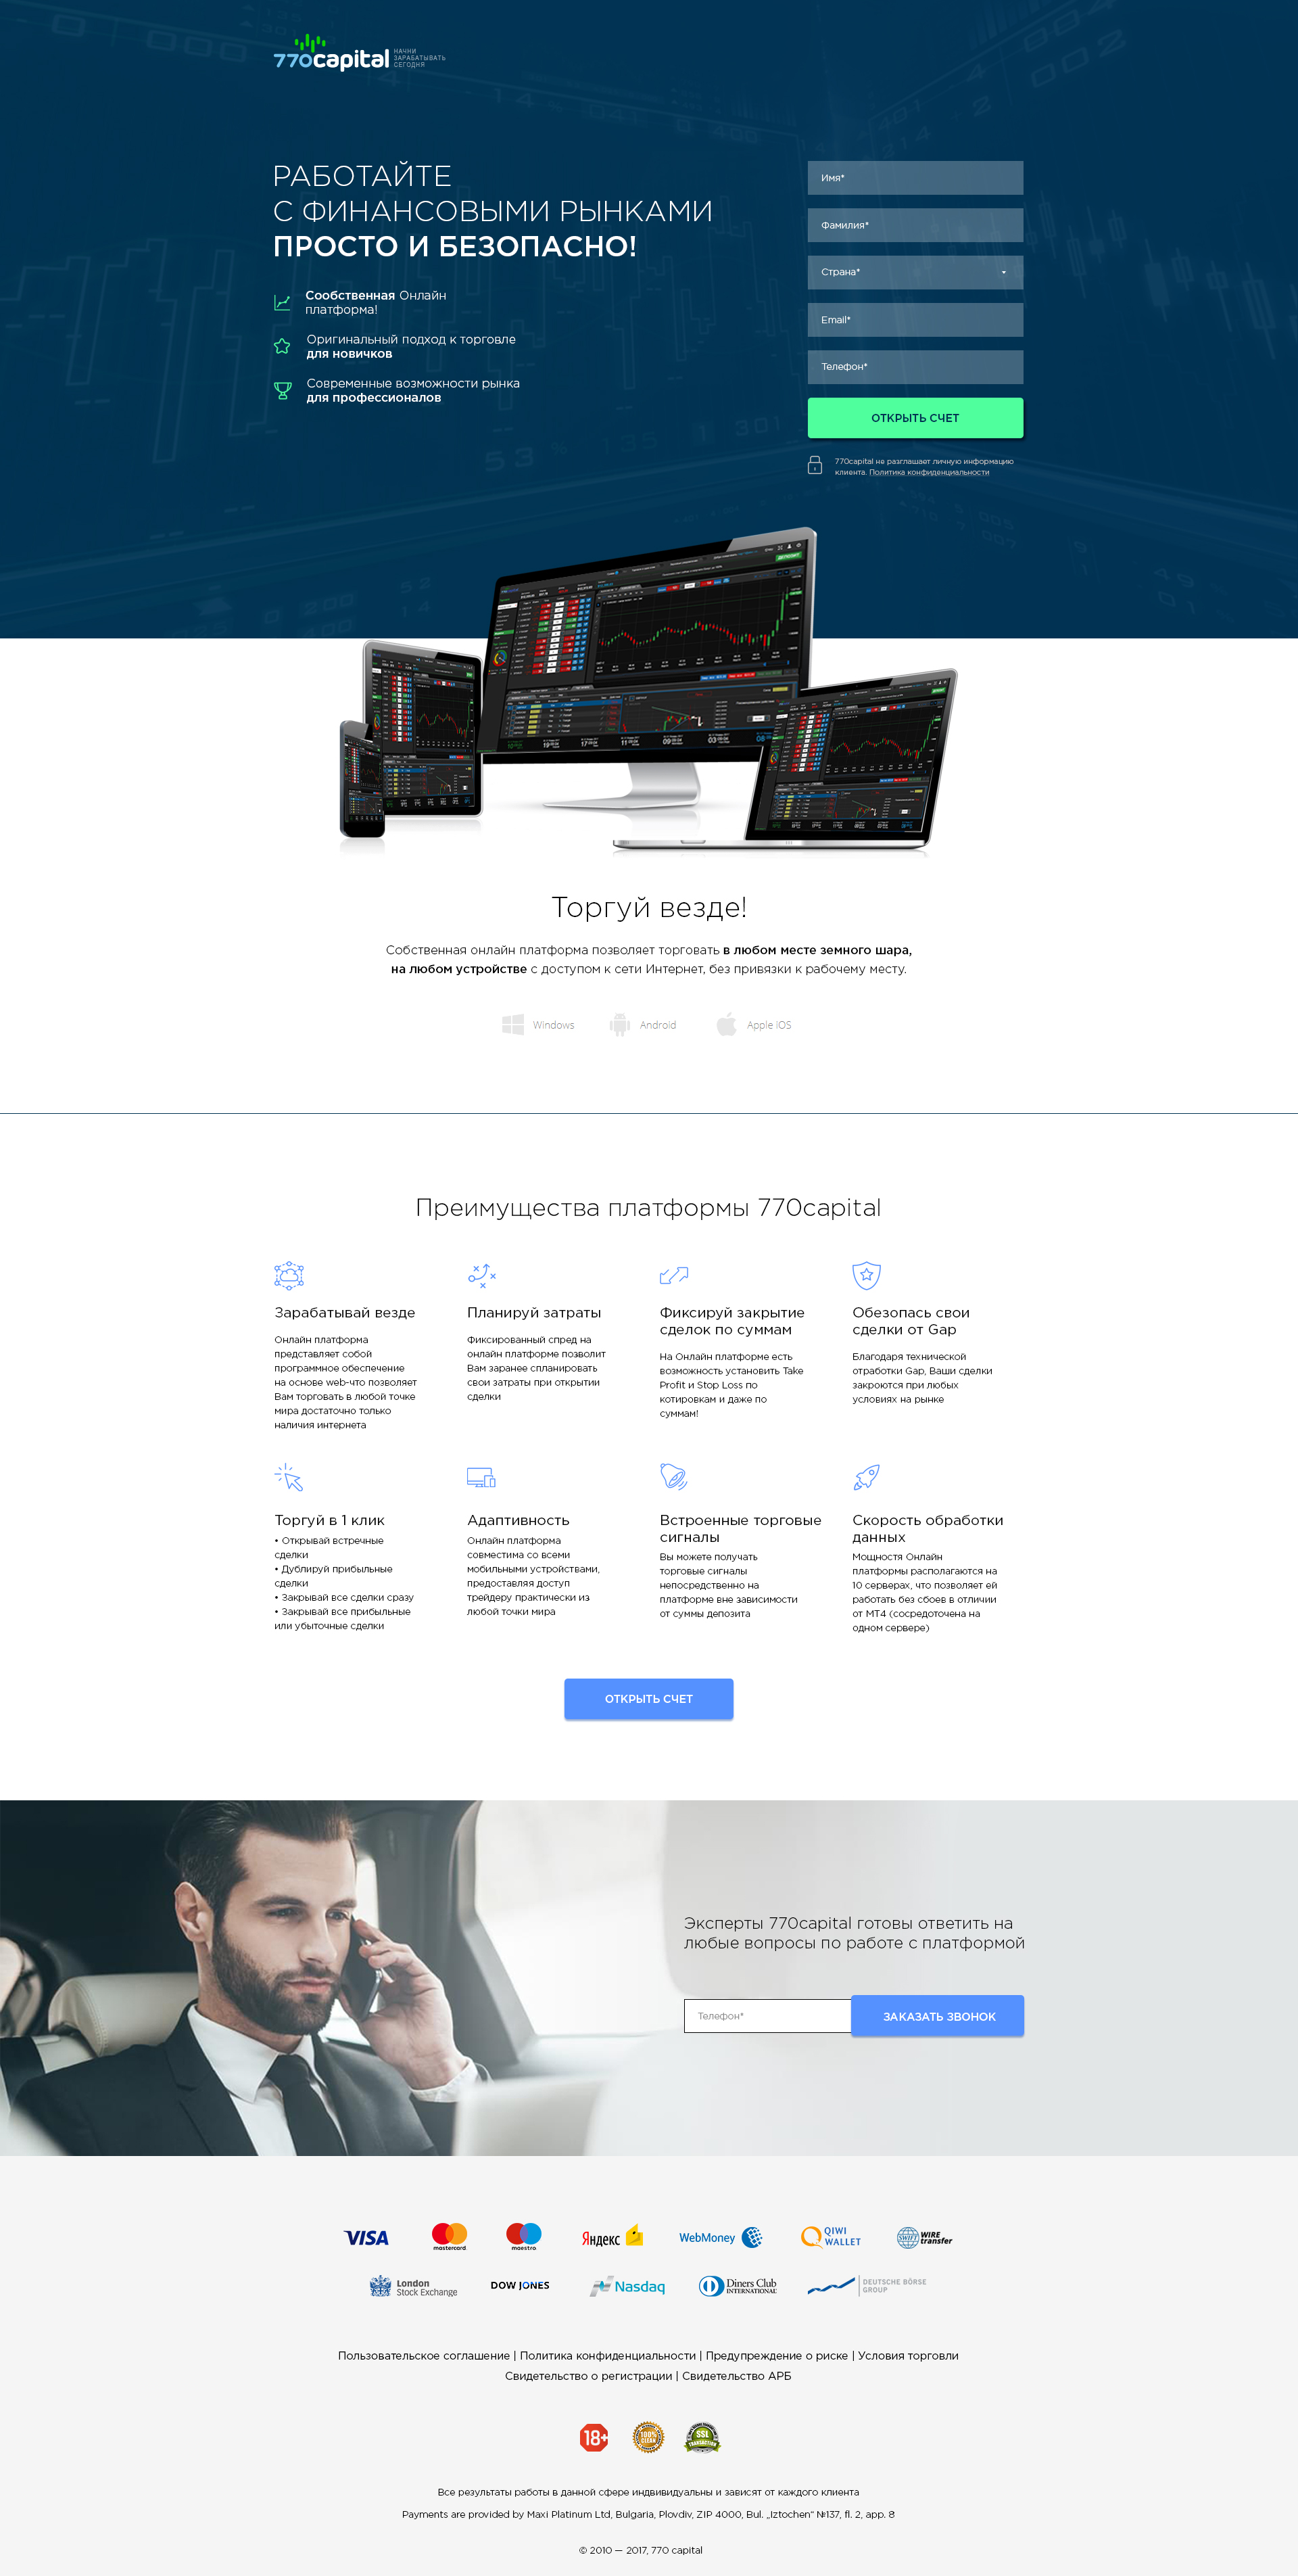 770capital
НАЧНИ
ЗАРАБАТЫВАТЬ
СЕГОДНЯ
РАБОТАЙТЕ
С ФИНАНСОВЫМИ РЫНКАМИ
ПРОСТО И БЕЗОПАСНО!
Сообственная Онлайн
платформа!
Оригинальный подход к торговле
для новичков
Современные возможности рынка
для профессионалов
Имя*
Фамилия*
Страна*
Email*
Телефон*
ОТКРЫТЬ СЧЕТ
770capital не разглашает личную информацию
клиента. Политика конфиденциальности
Торгуй везде!
Собственная онлайн платформа позволяет торговать в любом месте земного шара,
на любом устройстве с доступом к сети Интернет, без привязки к рабочему месту.
Windows
Android
Apple iOS
Преимущества платформы 770capital
Зарабатывай везде
Онлайн платформа
представляет собой
программное обеспечение
на основе web-что позволяет
Вам торговать в любой точке
мира достаточно только
наличия интернета
Планируй затраты
Фиксированный спред на
онлайн платформе позволит
Вам заранее спланировать
свои затраты при открытии
сделки
Фиксируй закрытие
сделок по суммам
На Онлайн платформе есть
возможность установить Take
Profit и Stop Loss по
котировкам и даже по
суммам!
Обезопась свои
сделки от Gap
Благодаря технической
отработки Gap, Ваши сделки
закроются при любых
условиях на рынке
Торгуй в 1 клик
• Открывай встречные
сделки
• Дублируй прибыльные
сделки
• Закрывай все сделки сразу
• Закрывай все прибыльные
или убыточные сделки
Адаптивность
Онлайн платформа
совместима со всеми
мобильными устройствами,
предоставляя доступ
трейдеру практически из
любой точки мира
Встроенные торговые
сигналы
Вы можете получать
торговые сигналы
непосредственно на
платформе вне зависимости
от суммы депозита
Скорость обработки
данных
Мощностя Онлайн
платформы располагаются на
10 серверах, что позволяет ей
работать без сбоев в отличии
от МТ4 (сосредоточена на
одном сервере)
ОТКРЫТЬ СЧЕТ
Эксперты 770capital готовы ответить на
любые вопросы по работе с платформой
Телефон*
ЗАКАЗАТЬ ЗВОНОК
VISA
mastercard
maestro
Яндекс
WebMoney
QIWI
WALLET
SWIFT
WIRE
transfer
London
Stock Exchange
DOW JONES
Nasdaq
Diners Club
INTERNATIONAL
DEUTSCHE BÖRSE
GROUP
Пользовательское соглашение | Политика конфиденциальности | Предупреждение о риске | Условия торговли
Свидетельство о регистрации | Свидетельство АРБ
18+
100%
CLEAN
SSL
TRANSACTION
Все результаты работы в данной сфере индвивидуальны и зависят от каждого клиента
Payments are provided by Maxi Platinum Ltd, Bulgaria, Plovdiv, ZIP 4000, Bul. „Iztochen“ №137, fl. 2, app. 8
© 2010 — 2017, 770 capital